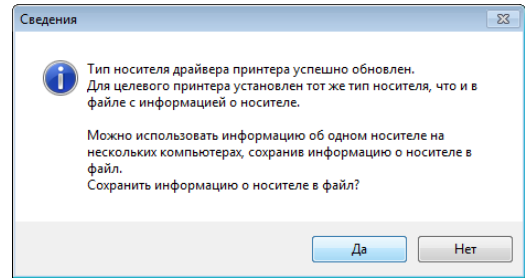 Сведения
Тип носителя драйвера принтера успешно обновлен.
Для целевого принтера установлен тот же тип носителя, что и в
файле с информацией о носителе.
Можно использовать информацию об одном носителе на
нескольких компьютерах, сохранив информацию о носителе в
файл.
Сохранить информацию о носителе в файл?
Да
Нет